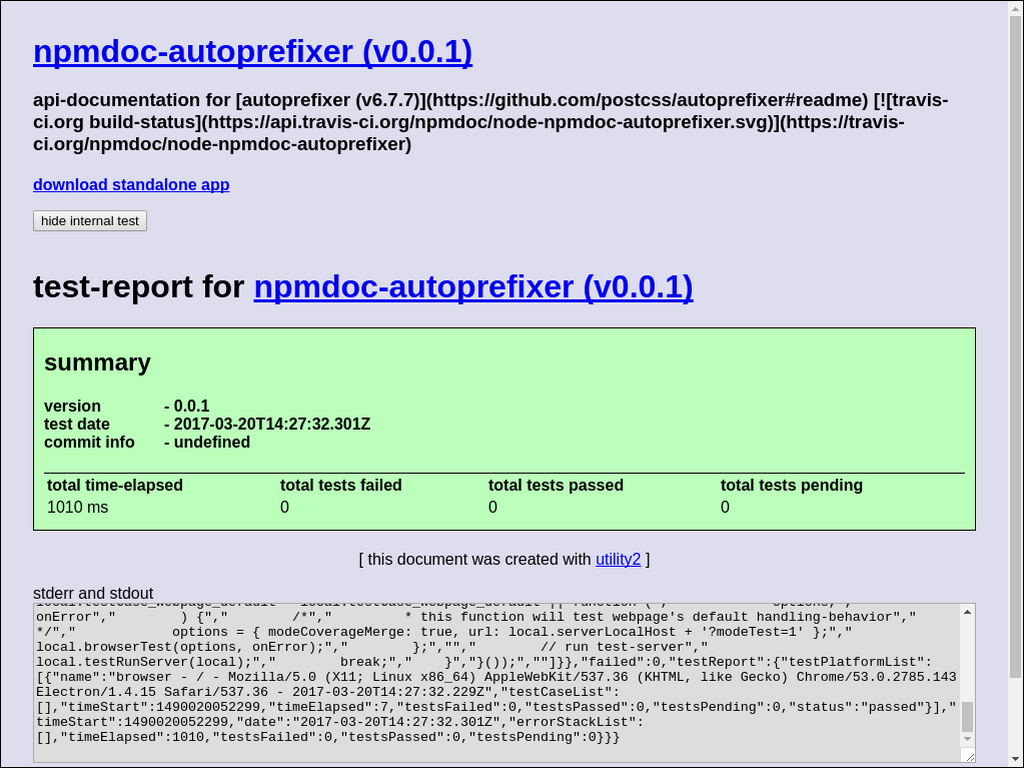 npmdoc-autoprefixer (v0.0.1)
api-documentation for [autoprefixer (v6.7.7)](https://github.com/postcss/autoprefixer#readme) [![travis-
ci.org build-status](https://api.travis-ci.org/npmdoc/node-npmdoc-autoprefixer.svg)](https://travis-
ci.org/npmdoc/node-npmdoc-autoprefixer)
download standalone app
hide internal test
test-report for npmdoc-autoprefixer (v0.0.1)
summary
version - 0.0.1
test date - 2017-03-20T14:27:32.301Z
commit info - undefined
total time-elapsed total tests failed total tests passed total tests pending
1010 ms 0 0 0
[ this document was created with utility2 ]
stderr and stdout
onError","        ) {","        /*","         * this function will test webpage's default handling-behavior","
*/","            options = { modeCoverageMerge: true, url: local.serverLocalHost + '?modeTest=1' };","
local.browserTest(options, onError);","        };","","        // run test-server","
local.testRunServer(local);","        break;","    }","}());",""]}},"failed":0,"testReport":{"testPlatformList":
[{"name":"browser - / - Mozilla/5.0 (X11; Linux x86_64) AppleWebKit/537.36 (KHTML, like Gecko) Chrome/53.0.2785.143
Electron/1.4.15 Safari/537.36 - 2017-03-20T14:27:32.229Z","testCaseList":
[],"timeStart":1490020052299,"timeElapsed":7,"testsFailed":0,"testsPassed":0,"testsPending":0,"status":"passed"}],"
timeStart":1490020052299,"date":"2017-03-20T14:27:32.301Z","errorStackList":
[],"timeElapsed":1010,"testsFailed":0,"testsPassed":0,"testsPending":0}}}